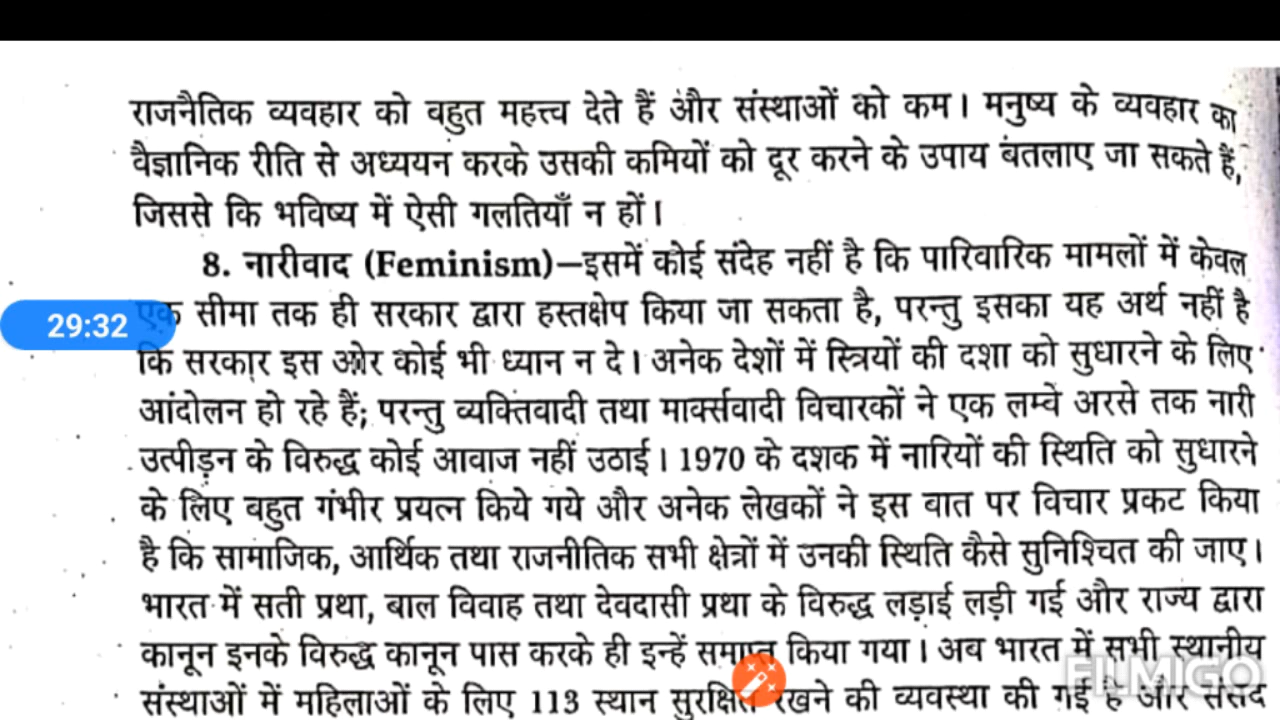 राजनैतिक व्यवहार को बहुत महत्त्व देते हैं और संस्थाओं को कम। मनुष्य के व्यवहार का
वैज्ञानिक रीति से अध्ययन करके उसकी कमियों को दूर करने के उपाय बतलाए जा सकते हैं,
जिससे कि भविष्य में ऐसी गलतियाँ न हों।
8. नारीवाद (Feminism)—इसमें कोई संदेह नहीं है कि पारिवारिक मामलों में केवल
एक सीमा तक ही सरकार द्वारा हस्तक्षेप किया जा सकता है, परन्तु इसका यह अर्थ नहीं है
29:32
कि सरकार इस ओर कोई भी ध्यान न दे। अनेक देशों में स्त्रियों की दशा को सुधारने के लिए
आंदोलन हो रहे हैं; परन्तु व्यक्तिवादी तथा मार्क्सवादी विचारकों ने एक लम्बे अरसे तक नारी
उत्पीड़न के विरुद्ध कोई आवाज नहीं उठाई। 1970 के दशक में नारियों की स्थिति को सुधारने
के लिए बहुत गंभीर प्रयत्न किये गये और अनेक लेखकों ने इस बात पर विचार प्रकट किया
है कि सामाजिक, आर्थिक तथा राजनीतिक सभी क्षेत्रों में उनकी स्थिति कैसे सुनिश्चित की जाए।
भारत में सती प्रथा, बाल विवाह तथा देवदासी प्रथा के विरुद्ध लड़ाई लड़ी गई और राज्य द्वारा
कानून इनके विरुद्ध कानून पास करके ही इन्हें समाप्त किया गया। अब भारत में सभी स्थानीय
संस्थाओं में महिलाओं के लिए 113 स्थान सुरक्षित रखने की व्यवस्था की गई है और संसद
FILMIGO